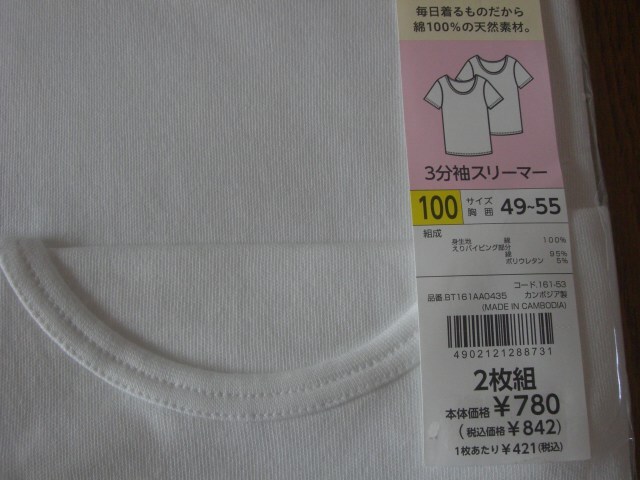 毎日着るものだから
綿100%の天然素材。
3分袖スリーマー
100 サイズ 胸囲 49~55
組成
身生地 綿 100%
えりパイピング部分
綿 95%
ポリウレタン 5%
コード.161-53
品番.BT161AA0435 カンボジア製
(MADE IN CAMBODIA)
4902121288731
2枚組
本体価格 ¥780
(税込価格 ¥842)
1枚あたり ¥421(税込)